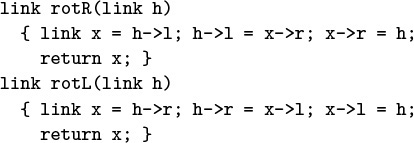 link rotR(link h)
  { link x = h->l; h->l = x->r; x->r = h;
    return x; }
link rotL(link h)
  { link x = h->r; h->r = x->l; x->l = h;
    return x; }